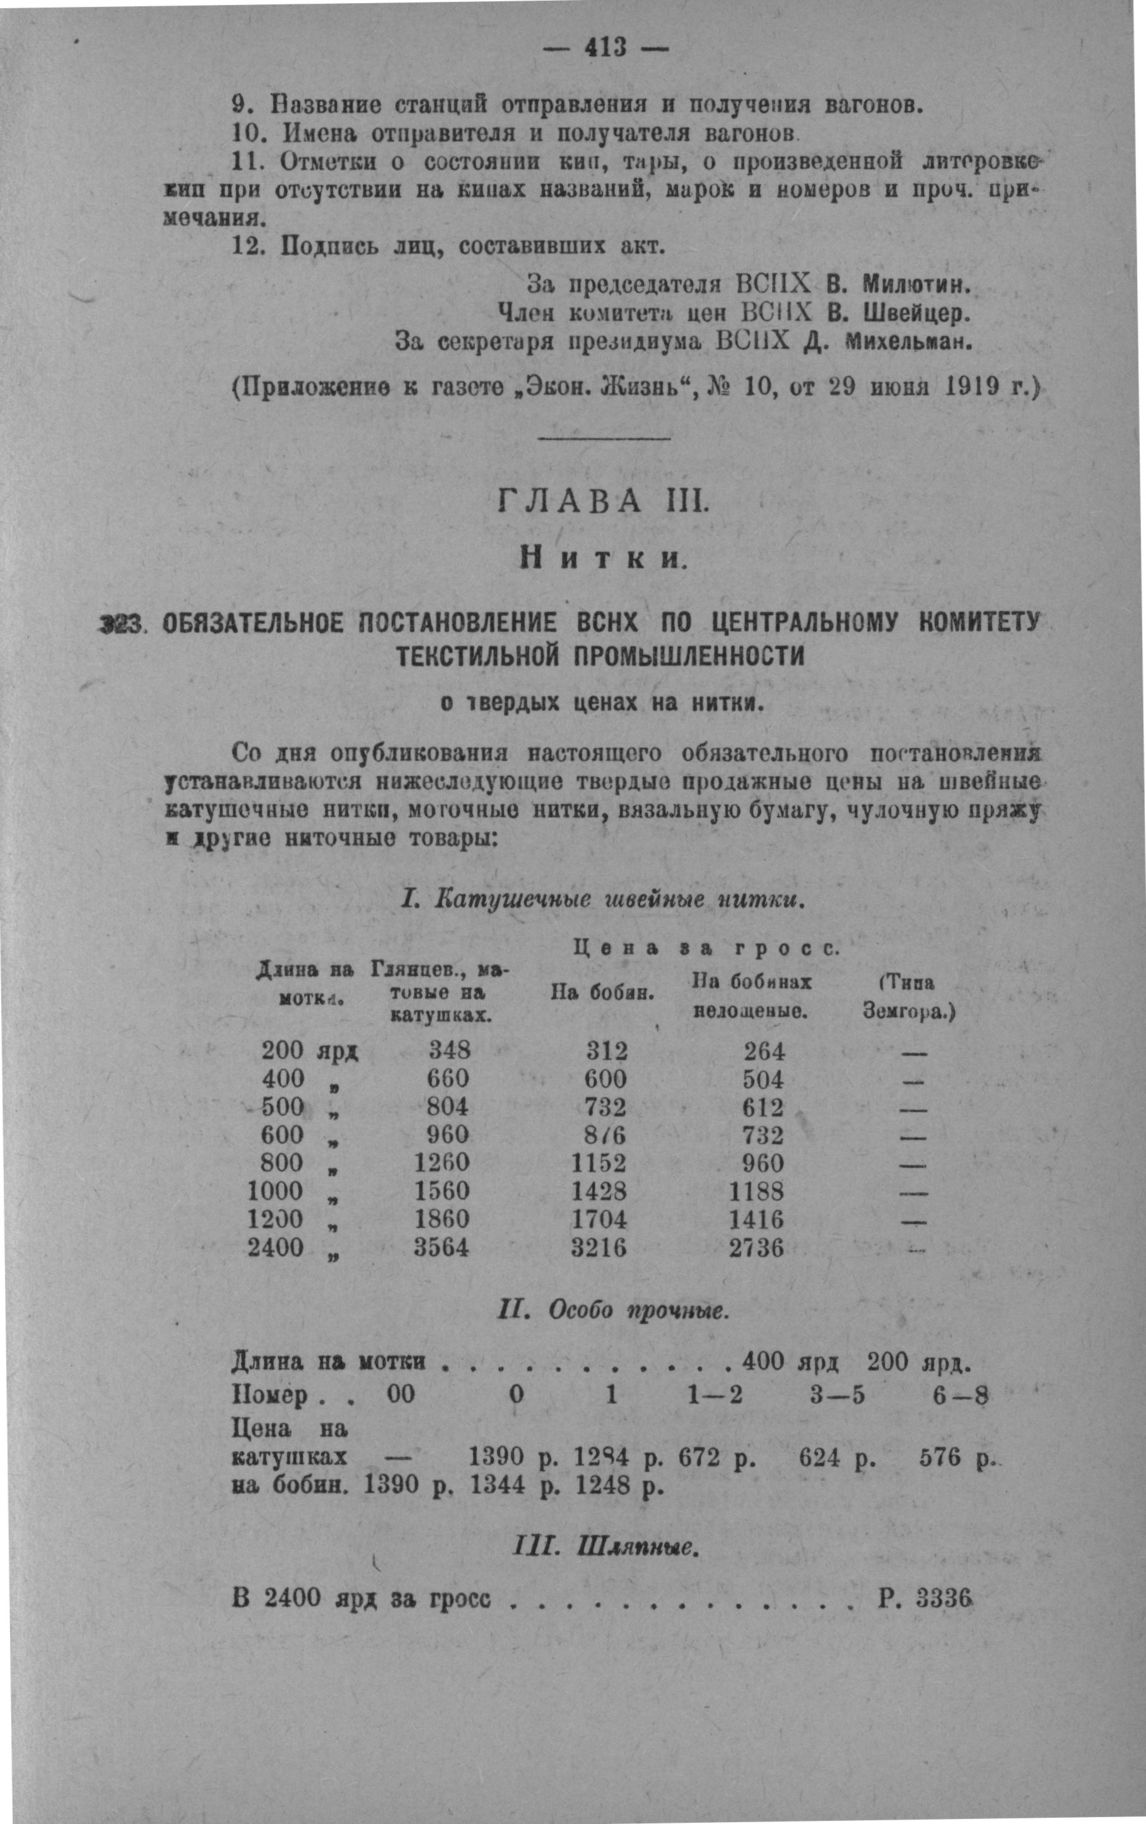 — 413 —
9. Название станций отправления и получения вагонов.
10. Имена отправителя и получателя вагонов.
11. Отметки о состоянии кип, тары, о произведенной литеровке
кип при отсутствии на кипах названий, марок и номеров и проч. при-
мечания.
12. Подпись лиц, составивших акт.
За председателя ВСНХ В. Милютин.
Член комитета цен ВСНХ В. Швейцер.
За секретаря президиума ВСНХ Д. Михельман.
(Приложение к газете „Экон. Жизнь“, № 10, от 29 июня 1919 г.)
ГЛАВА III.
Нитки.
323. ОБЯЗАТЕЛЬНОЕ ПОСТАНОВЛЕНИЕ ВСНХ ПО ЦЕНТРАЛЬНОМУ КОМИТЕТУ
ТЕКСТИЛЬНОЙ ПРОМЫШЛЕННОСТИ
о твердых ценах на нитки.
Со дня опубликования настоящего обязательного постановления
устанавливаются нижеследующие твердые продажные цены на швейные
катушечные нитки, моточные нитки, вязальную бумагу, чулочную пряжу
и другие ниточные товары:
I. Катушечные швейные нитки.
Цена за гросс.
Длина на мотки. Глянцев., ма-товые на катушках. На бобин. На бобинах нелощеные. (Типа Земгора.)
200 ярд 348 312 264 —
400 „ 660 600 504 —
500 „ 804 732 612 —
600 „ 960 876 732 —
800 „ 1260 1152 960 —
1000 „ 1560 1428 1188 —
1200 „ 1860 1704 1416 —
2400 „ 3564 3216 2736 —
II. Особо прочные.
Длина на мотки . . . . . . . . . . . 400 ярд 200 ярд.
Номер . . 00 0 1 1—2 3—5 6—8
Цена на
катушках — 1390 р. 1284 р. 672 р. 624 р. 576 р.
на бобин. 1390 р. 1344 р. 1248 р.
III. Шляпные.
В 2400 ярд за гросс . . . . . . . . . . . . . Р. 3336